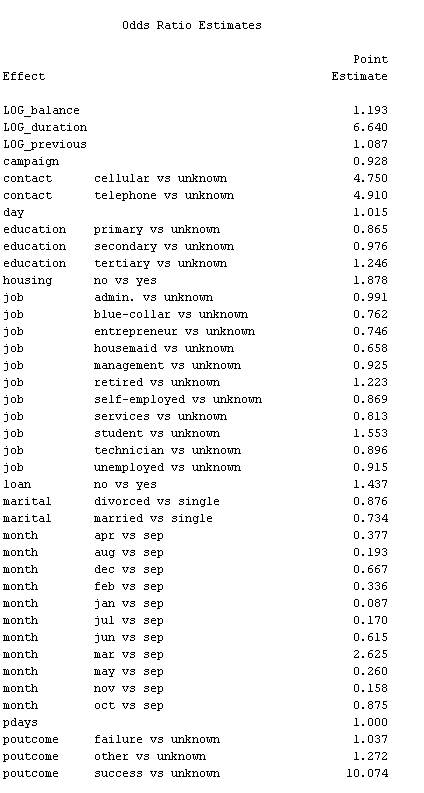 Odds Ratio Estimates
Point
Effect Estimate
LOG_balance 1.193
LOG_duration 6.640
LOG_previous 1.087
campaign 0.928
contact cellular vs unknown 4.750
contact telephone vs unknown 4.910
day 1.015
education primary vs unknown 0.865
education secondary vs unknown 0.976
education tertiary vs unknown 1.246
housing no vs yes 1.878
job admin. vs unknown 0.991
job blue-collar vs unknown 0.762
job entrepreneur vs unknown 0.746
job housemaid vs unknown 0.658
job management vs unknown 0.925
job retired vs unknown 1.223
job self-employed vs unknown 0.869
job services vs unknown 0.813
job student vs unknown 1.553
job technician vs unknown 0.896
job unemployed vs unknown 0.915
loan no vs yes 1.437
marital divorced vs single 0.876
marital married vs single 0.734
month apr vs sep 0.377
month aug vs sep 0.193
month dec vs sep 0.667
month feb vs sep 0.336
month jan vs sep 0.087
month jul vs sep 0.170
month jun vs sep 0.615
month mar vs sep 2.625
month may vs sep 0.260
month nov vs sep 0.158
month oct vs sep 0.875
pdays 1.000
poutcome failure vs unknown 1.037
poutcome other vs unknown 1.272
poutcome success vs unknown 10.074